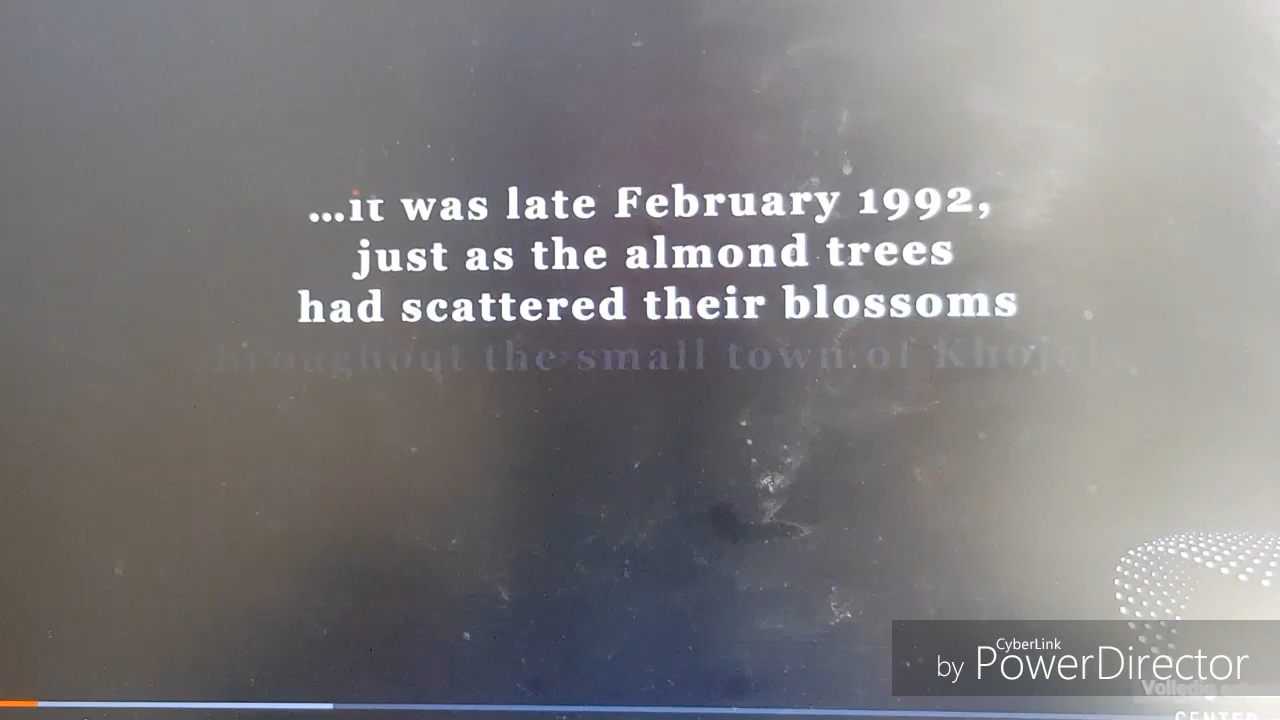 ...it was late February 1992,
just as the almond trees
had scattered their blossoms
the small town of
CyberLink
by PowerDirector
CENTER